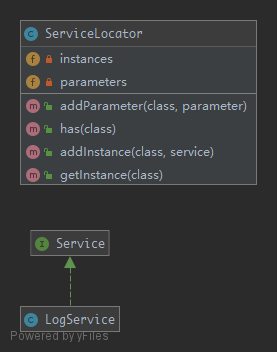 C ServiceLocator
f instances
f parameters
m addParameter(class, parameter)
m has(class)
m addInstance(class, service)
m getInstance(class)
I Service
C LogService
Powered by yFiles